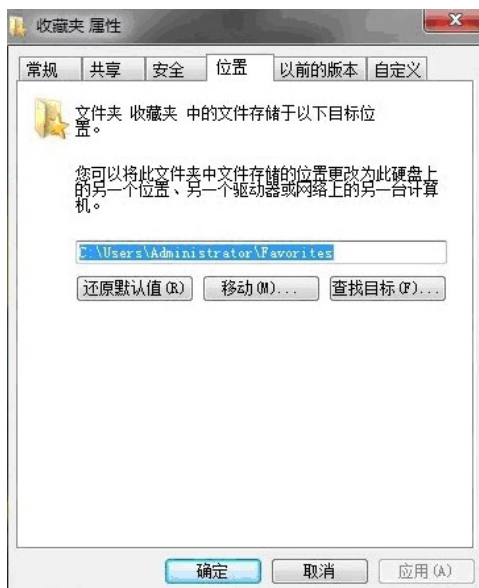 收藏夹 属性
常规 共享 安全 位置 以前的版本 自定义
文件夹 收藏夹 中的文件存储于以下目标位
置。
您可以将此文件夹中文件存储的位置更改为此硬盘上
的另一个位置、另一个驱动器或网络上的另一台计算
机。
C:\Users\Administrator\Favorites
还原默认值(R) 移动(M)... 查找目标(F)...
确定 取消 应用(A)